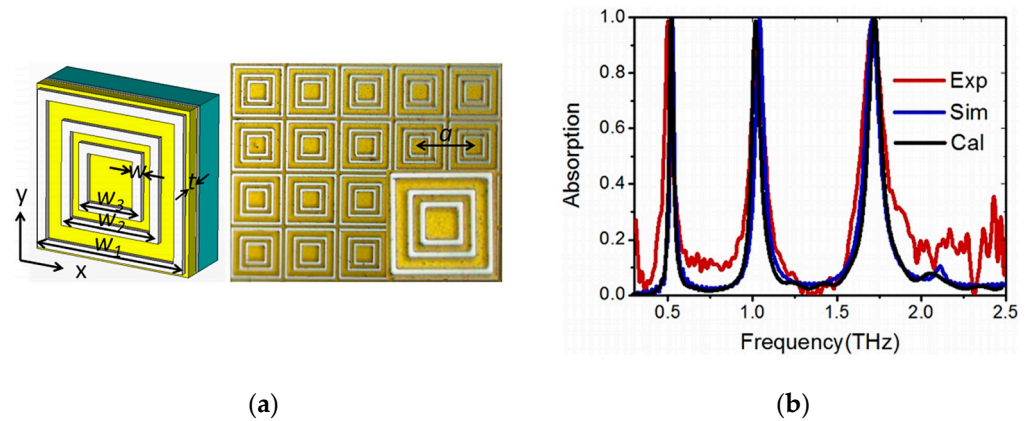 y
x
w
t
w3
w2
w1
a
(a)
Absorption
1.0
0.8
0.6
0.4
0.2
0.0
0.5
1.0
1.5
2.0
2.5
Frequency(THz)
Exp
Sim
Cal
(b)